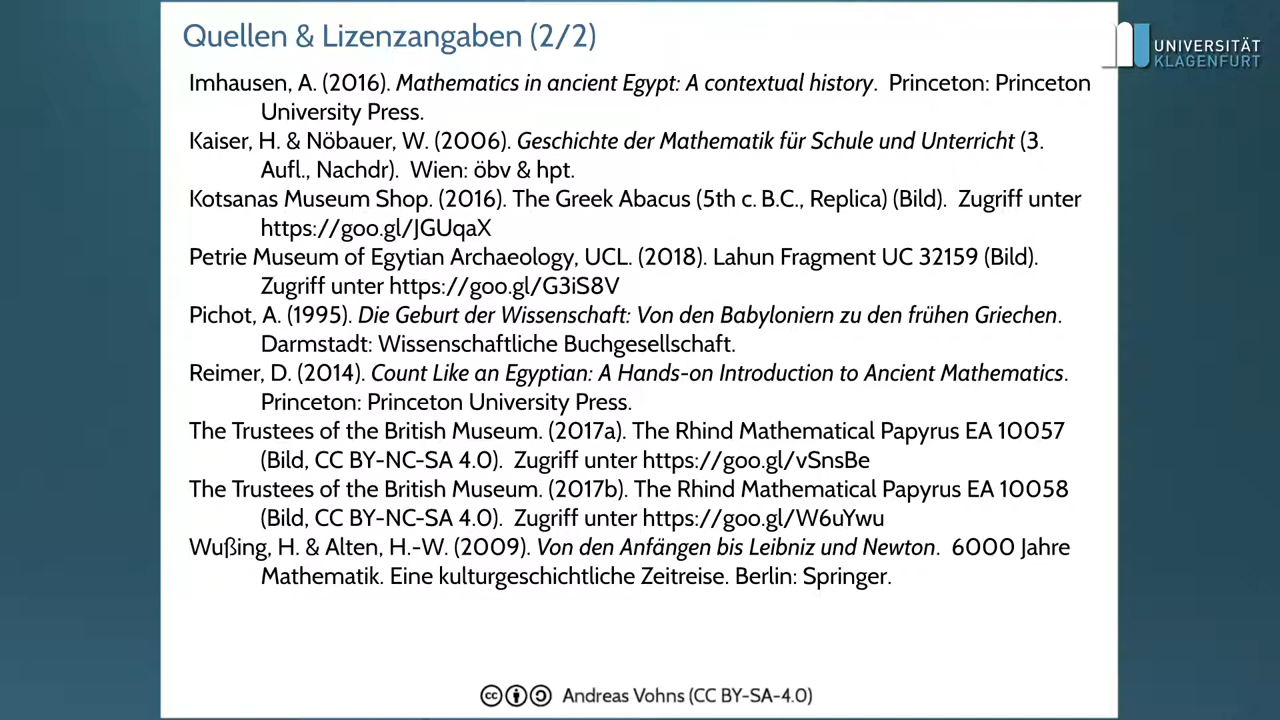 Quellen & Lizenzangaben (2/2)
UNIVERSITÄT
KLAGENFURT
Imhausen, A. (2016). Mathematics in ancient Egypt: A contextual history. Princeton: Princeton
University Press.
Kaiser, H. & Nöbauer, W. (2006). Geschichte der Mathematik für Schule und Unterricht (3.
Aufl., Nachdr). Wien: öbv & hpt.
Kotsanas Museum Shop. (2016). The Greek Abacus (5th c. B.C., Replica) (Bild). Zugriff unter
https://goo.gl/JGUqaX
Petrie Museum of Egytian Archaeology, UCL. (2018). Lahun Fragment UC 32159 (Bild).
Zugriff unter https://goo.gl/G3iS8V
Pichot, A. (1995). Die Geburt der Wissenschaft: Von den Babyloniern zu den frühen Griechen.
Darmstadt: Wissenschaftliche Buchgesellschaft.
Reimer, D. (2014). Count Like an Egyptian: A Hands-on Introduction to Ancient Mathematics.
Princeton: Princeton University Press.
The Trustees of the British Museum. (2017a). The Rhind Mathematical Papyrus EA 10057
(Bild, CC BY-NC-SA 4.0). Zugriff unter https://goo.gl/vSnsBe
The Trustees of the British Museum. (2017b). The Rhind Mathematical Papyrus EA 10058
(Bild, CC BY-NC-SA 4.0). Zugriff unter https://goo.gl/W6uYwu
Wußing, H. & Alten, H.-W. (2009). Von den Anfängen bis Leibniz und Newton. 6000 Jahre
Mathematik. Eine kulturgeschichtliche Zeitreise. Berlin: Springer.
Andreas Vohns (CC BY-SA-4.0)